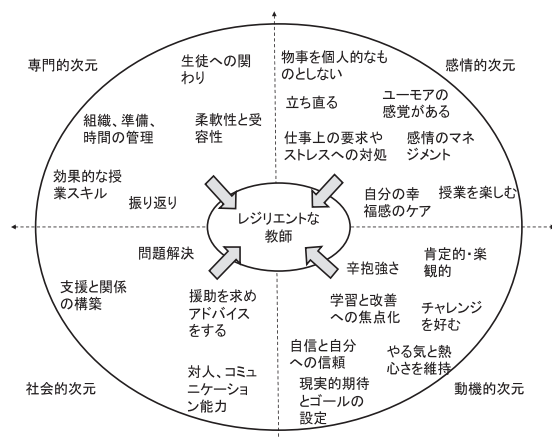 専門的次元
生徒への関
わり
組織、準備、
時間の管理
柔軟性と受
容性
効果的な授
業スキル
振り返り
感情的次元
物事を個人的なも
のとしない
立ち直る
ユーモアの
感覚がある
仕事上の要求や
ストレスへの対処
感情のマネ
ジメント
自分の幸
福感のケア
授業を楽しむ
レジリエントな
教師
問題解決
支援と関係
の構築
援助を求め
アドバイス
をする
対人、コミュ
ニケーショ
ン能力
社会的次元
辛抱強さ
肯定的・楽
観的
学習と改善
への焦点化
チャレンジ
を好む
自信と自分
への信頼
やる気と熱
心さを維持
現実的期待
とゴールの
設定
動機的次元